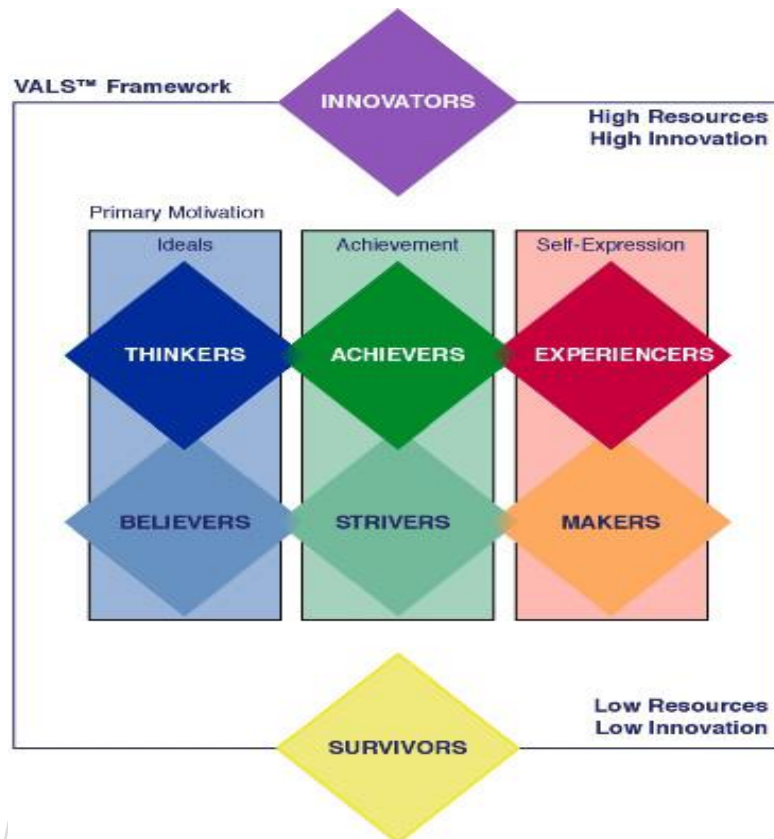 INNOVATORS
VALS™ Framework
High Resources
High Innovation
Primary Motivation
Ideals
Achievement
Self-Expression
THINKERS
ACHIEVERS
EXPERIENCERS
BELIEVERS
STRIVERS
MAKERS
Low Resources
Low Innovation
SURVIVORS